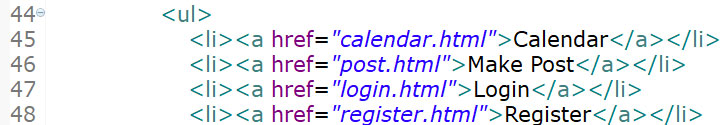 44 <ul>
45 <li><a href="calendar.html">Calendar</a></li>
46 <li><a href="post.html">Make Post</a></li>
47 <li><a href="login.html">Login</a></li>
48 <li><a href="register.html">Register</a></li>